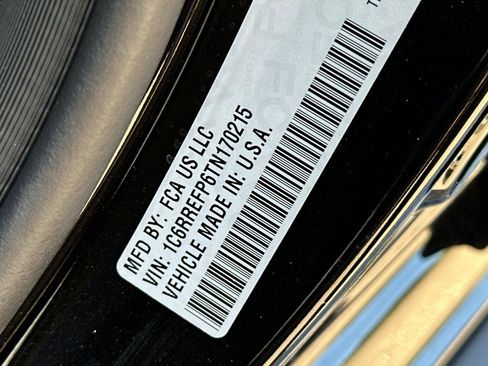 MFD BY: FCA US LLC
VIN: 1C6RREFP6TN170215
VEHICLE MADE IN: U.S.A.